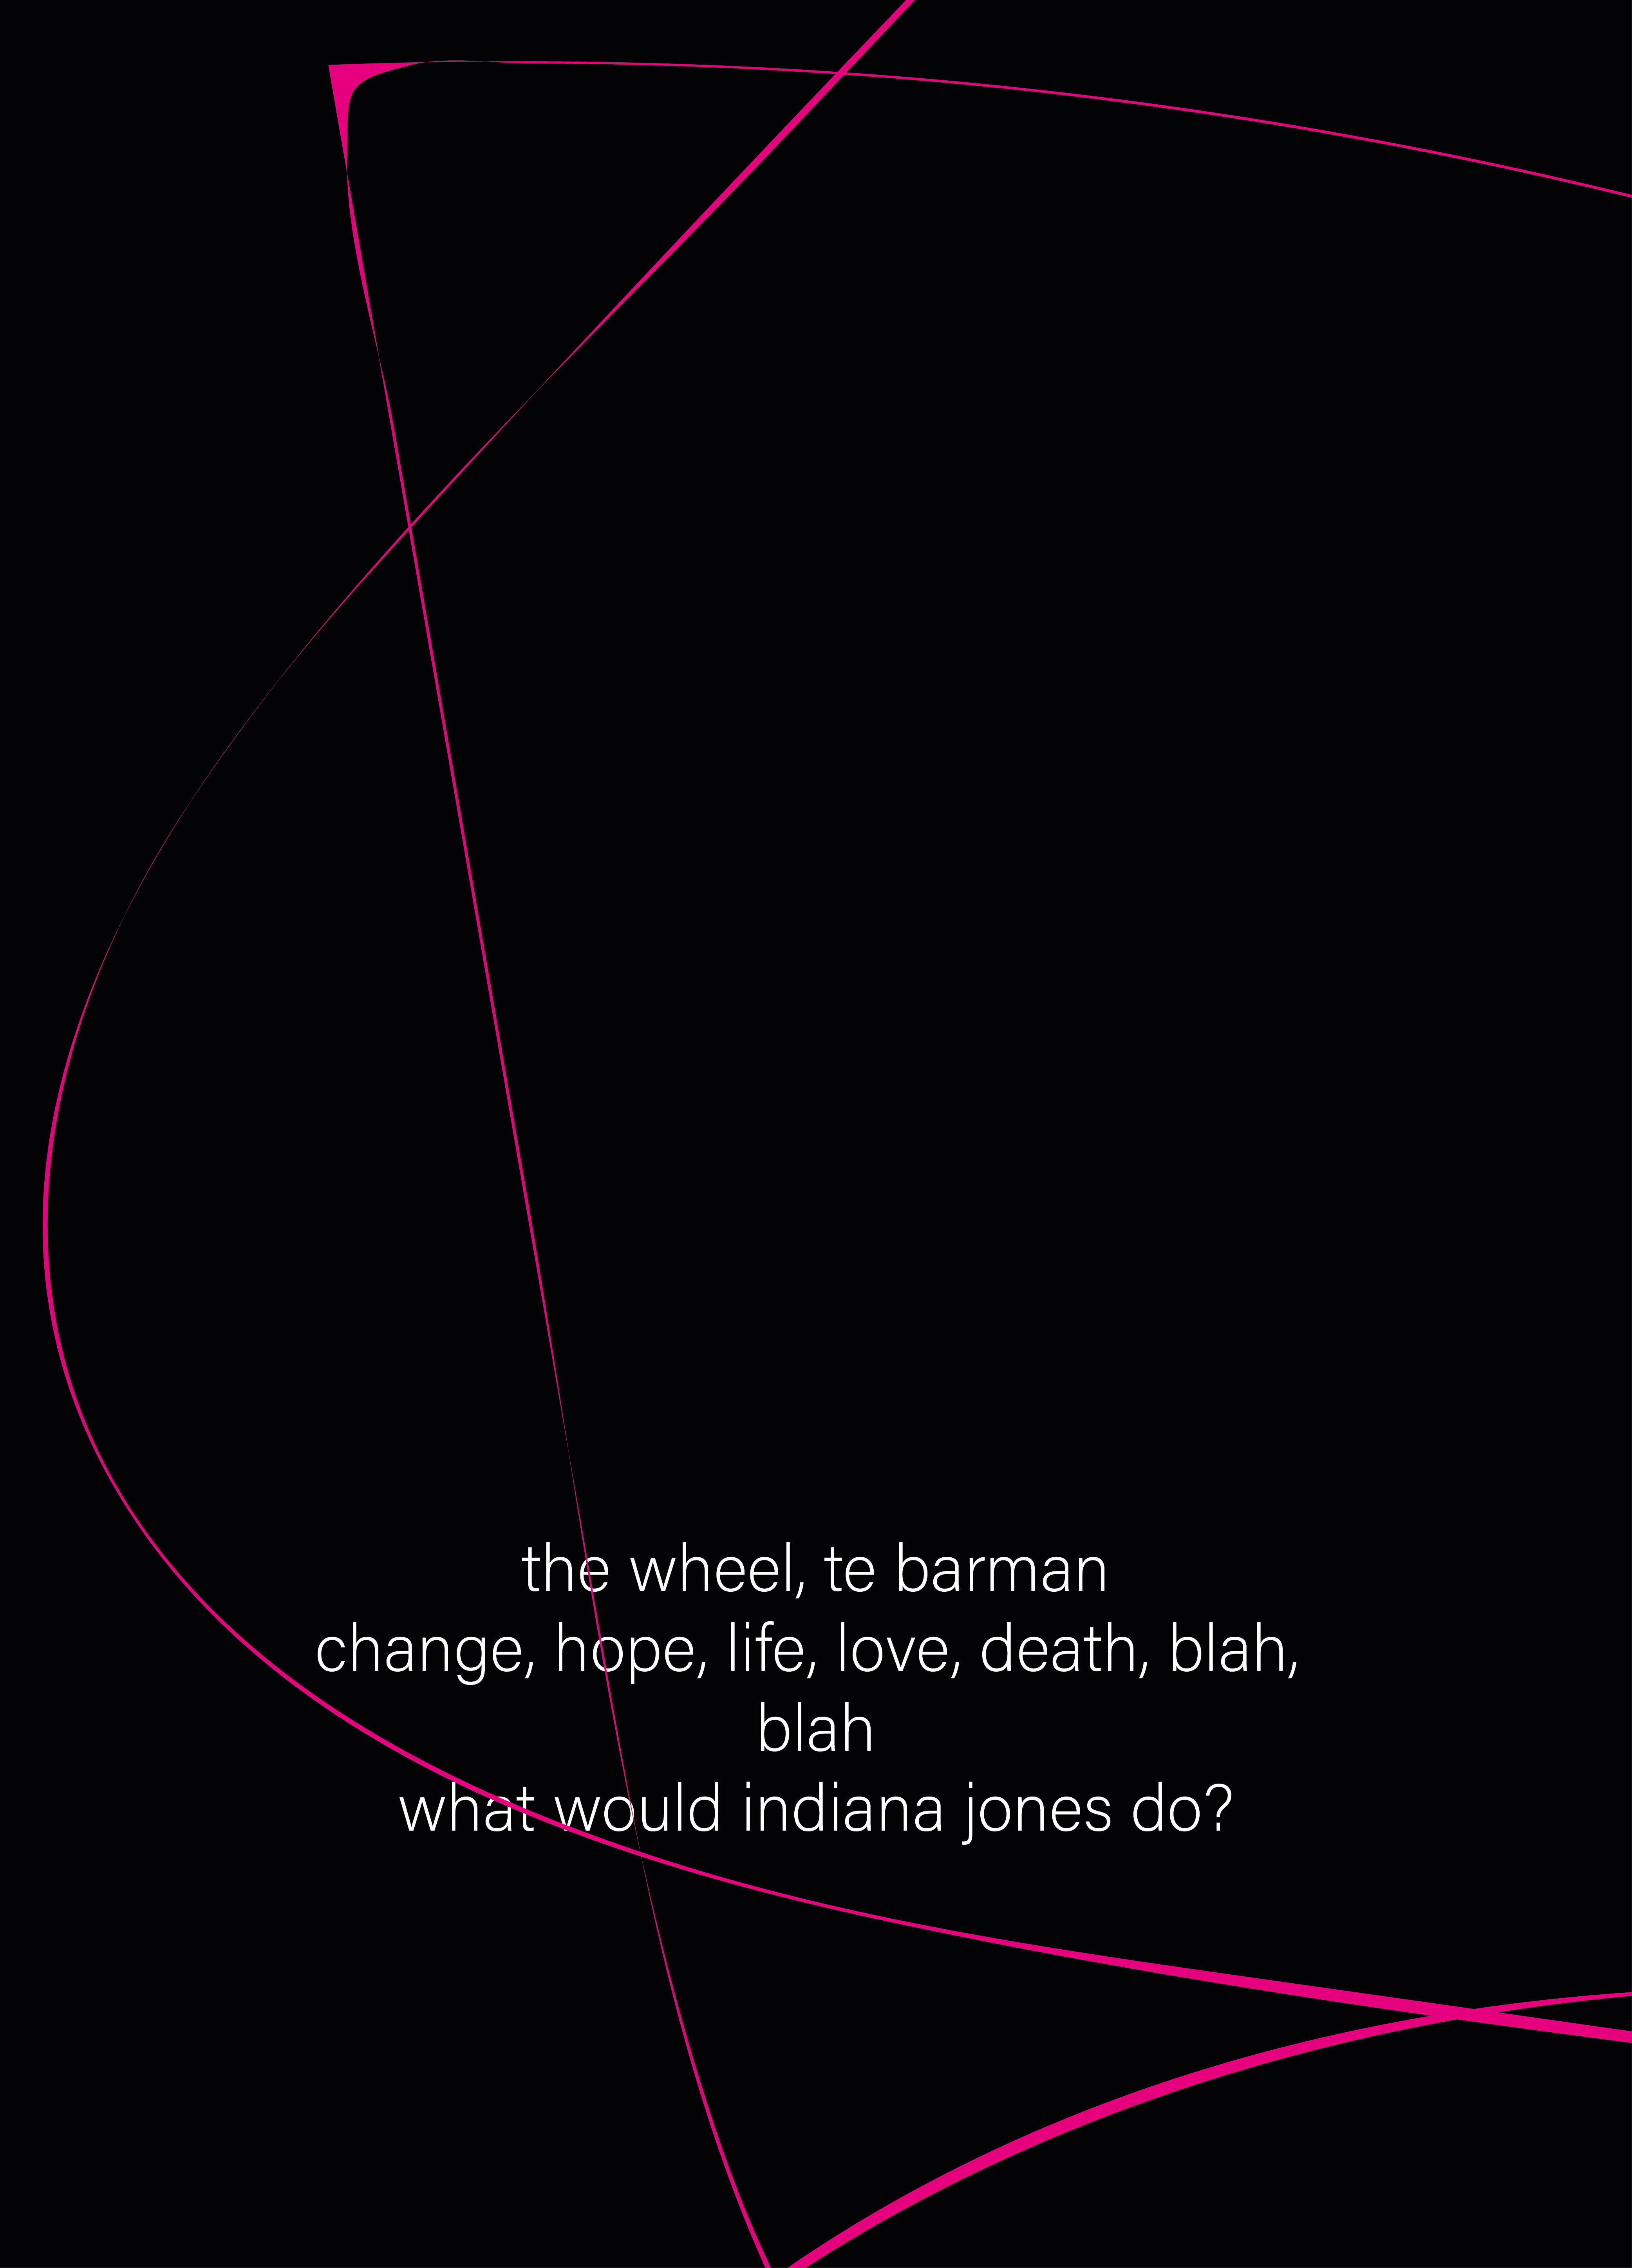 the wheel, te barman
change, hope, life, love, death, blah,
blah
what would indiana jones do?